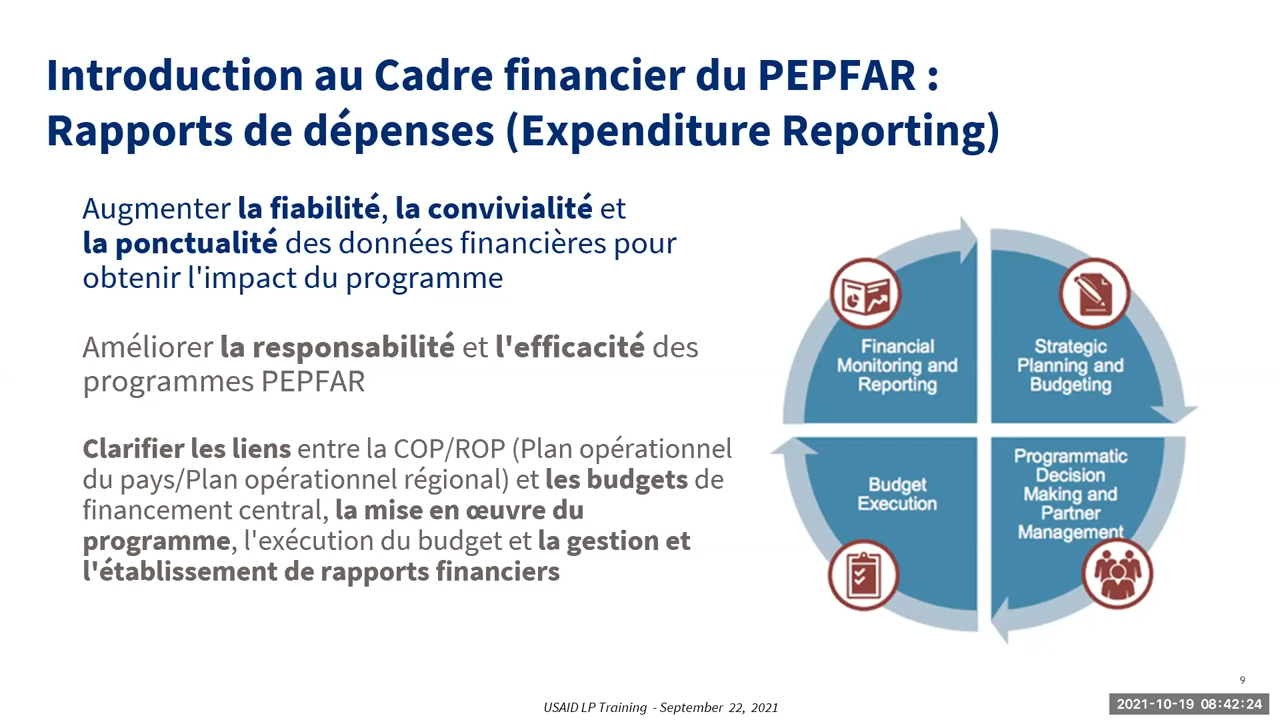 Introduction au Cadre financier du PEPFAR :
Rapports de dépenses (Expenditure Reporting)
Augmenter la fiabilité, la convivialité et
la ponctualité des données financières pour
obtenir l'impact du programme
Améliorer la responsabilité et l'efficacité des
programmes PEPFAR
Clarifier les liens entre la COP/ROP (Plan opérationnel
du pays/Plan opérationnel régional) et les budgets de
financement central, la mise en œuvre du
programme, l'exécution du budget et la gestion et
l'établissement de rapports financiers
Financial
Monitoring and
Reporting
Strategic
Planning and
Budgeting
Budget
Execution
Programmatic
Decision
Making and
Partner
Management
9
USAID LP Training - September 22, 2021
2021-10-19 08:42:24